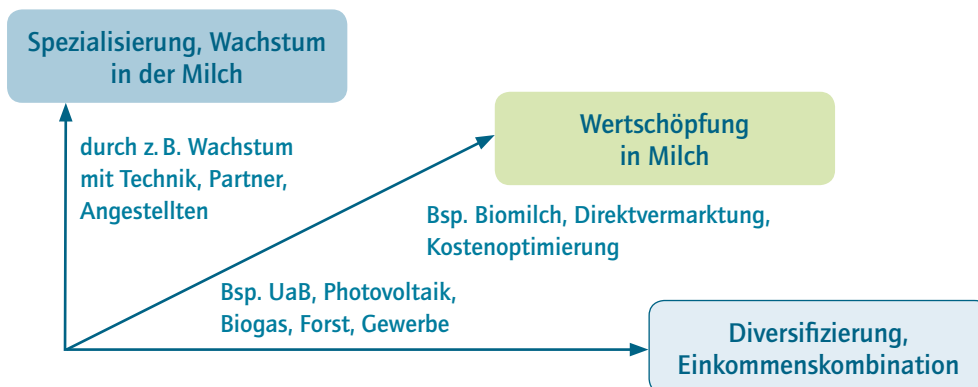 Spezialisierung, Wachstum
in der Milch
durch z. B. Wachstum
mit Technik, Partner,
Angestellten
Wertschöpfung
in Milch
Bsp. Biomilch, Direktvermarktung,
Kostenoptimierung
Bsp. UaB, Photovoltaik,
Biogas, Forst, Gewerbe
Diversifizierung,
Einkommenskombination